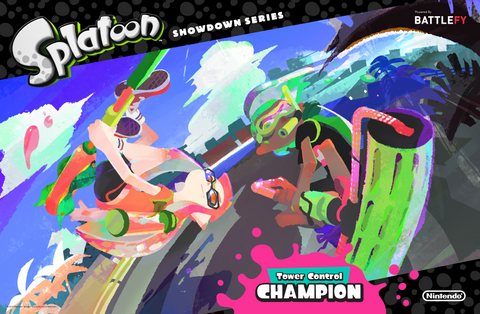 Splatoon
SHOWDOWN SERIES
Powered By
BATTLEFY
Tower Control
CHAMPION
Nintendo